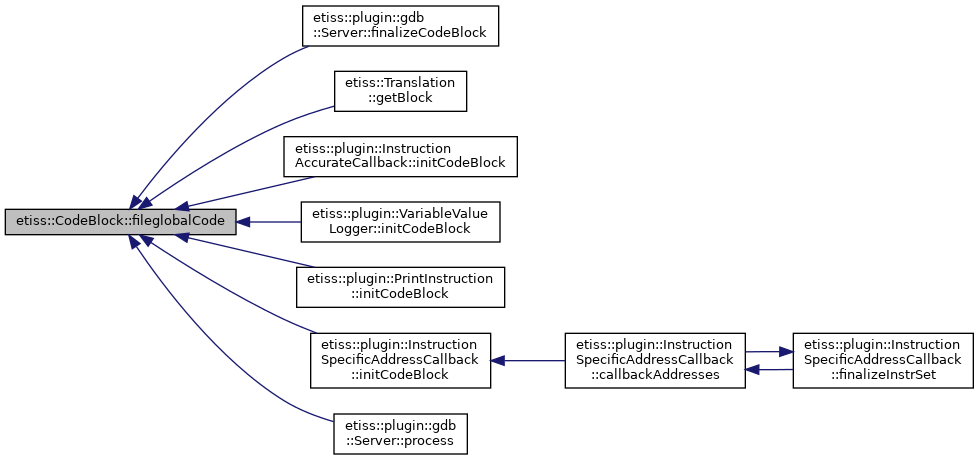 etiss::plugin::gdb
::Server::finalizeCodeBlock
etiss::Translation
::getBlock
etiss::plugin::Instruction
AccurateCallback::initCodeBlock
etiss::CodeBlock::fileglobalCode
etiss::plugin::VariableValue
Logger::initCodeBlock
etiss::plugin::PrintInstruction
::initCodeBlock
etiss::plugin::Instruction
SpecificAddressCallback
::initCodeBlock
etiss::plugin::Instruction
SpecificAddressCallback
::callbackAddresses
etiss::plugin::Instruction
SpecificAddressCallback
::finalizeInstrSet
etiss::plugin::gdb
::Server::process